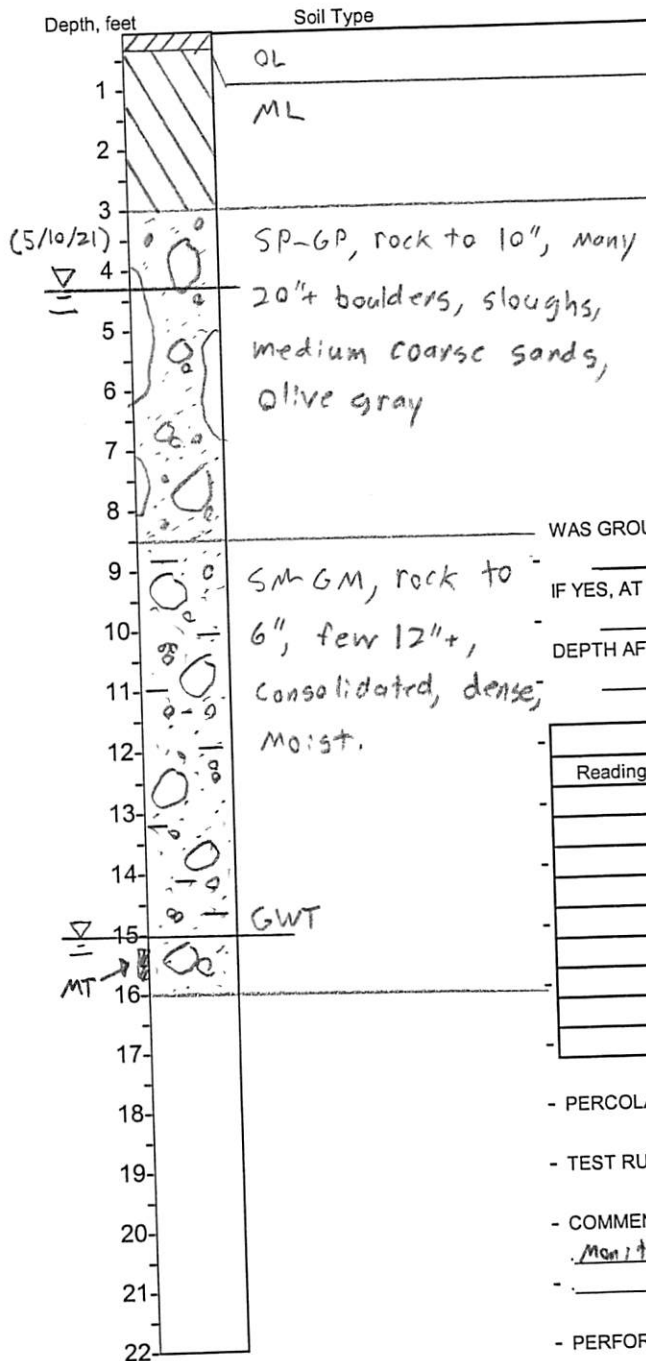 Depth, feet
Soil Type
OL
1
ML
2
3
(5/10/21)
SP-GP, rock to 10", many
4
20"+ boulders, sloughs,
5
medium coarse sands,
6
Olive gray
7
8
WAS GROU
9
SM-GM, rock to
IF YES, AT
6", few 12"+,
10
DEPTH AF
11
Consolidated, dense,
12
Moist.
Reading
13
14
GWT
15
MT
16
17
PERCOLA
18
TEST RU
19
COMMEN
20
Monit
21
PERFOR
22